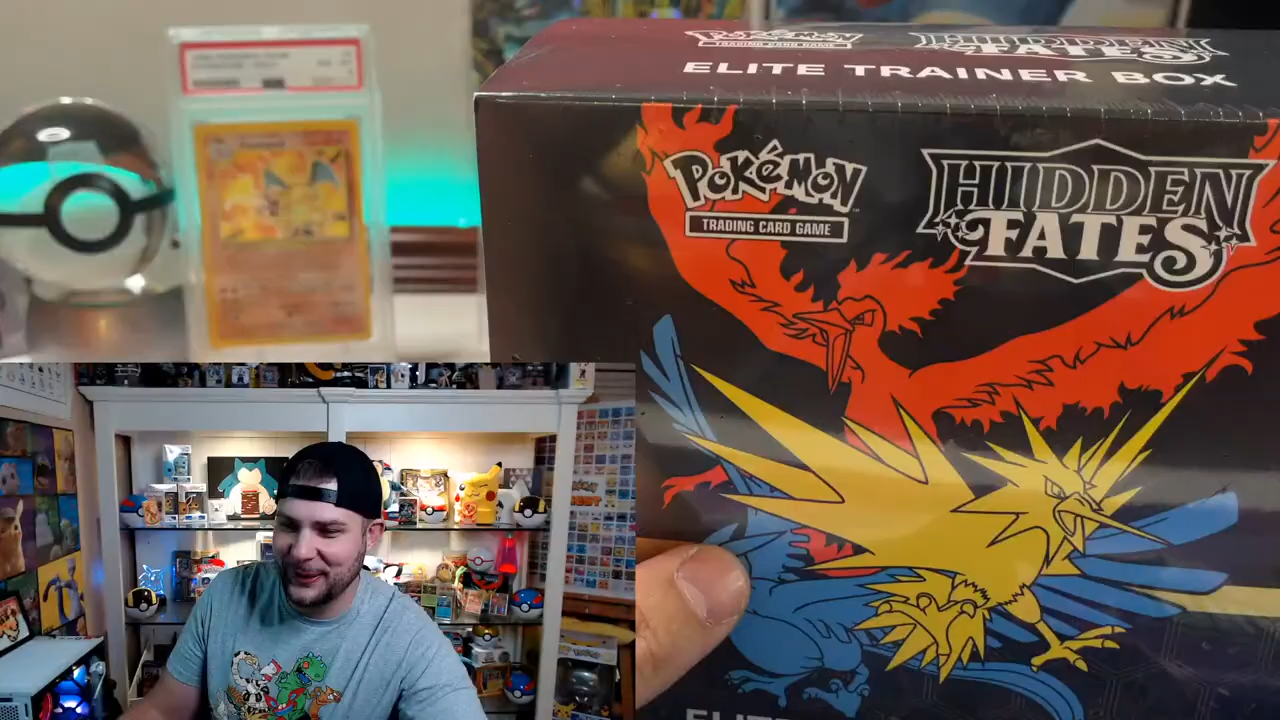 POKÉMON
TRADING CARD GAME
HIDDEN
FATES
ELITE TRAINER BOX
POKÉMON
TRADING CARD GAME
HIDDEN
FATES